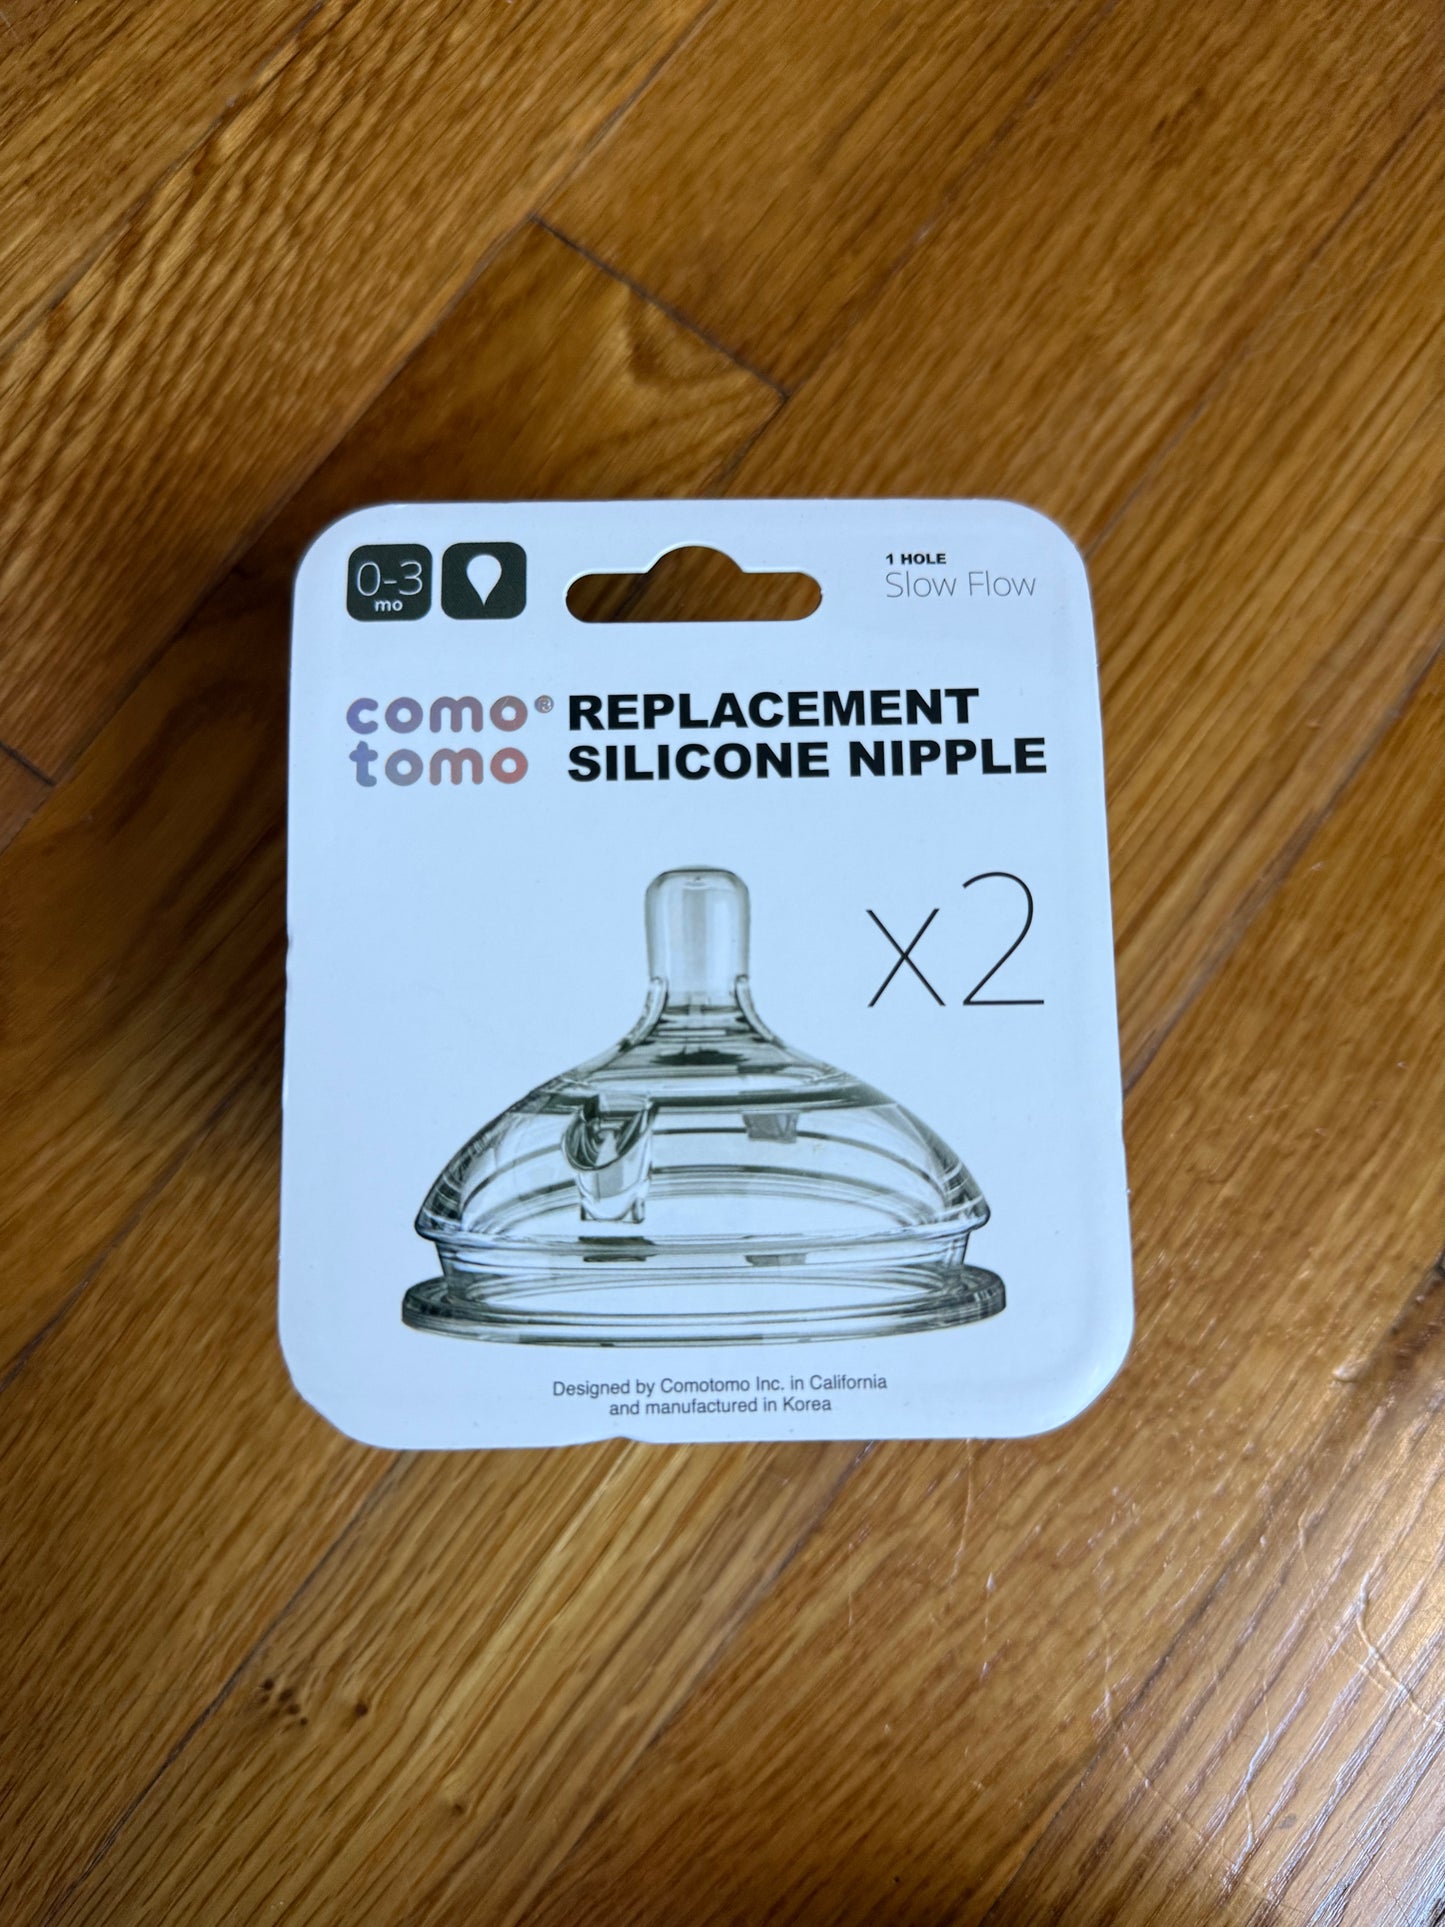 0-3
mo
1 HOLE
Slow Flow
como®
tomo
REPLACEMENT
SILICONE NIPPLE
x2
Designed by Comotomo Inc. in California
and manufactured in Korea